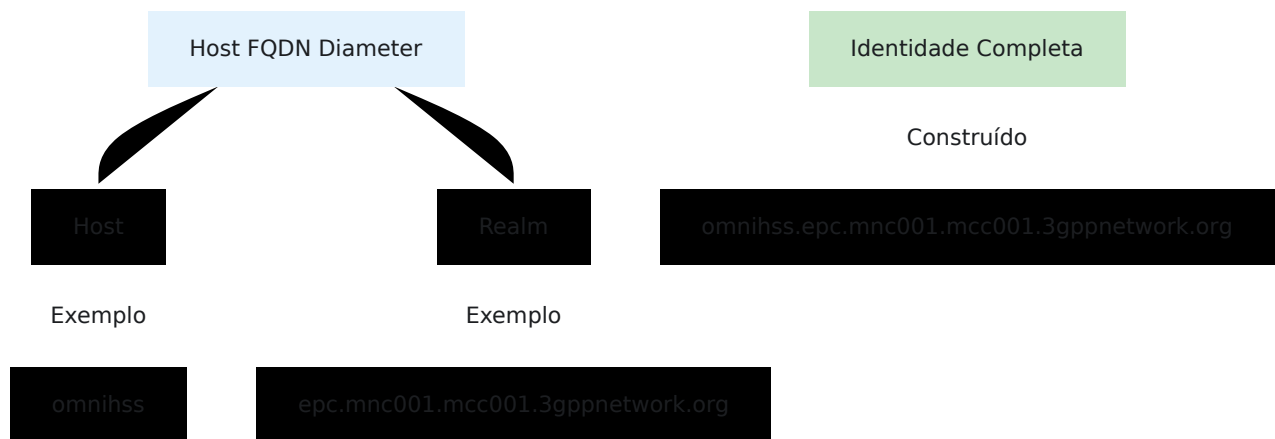 Host FQDN Diameter
Identidade Completa
Construído
Host
Realm
omnihss.epc.mnc001.mcc001.3gppnetwork.org
Exemplo
Exemplo
omnihss
epc.mnc001.mcc001.3gppnetwork.org